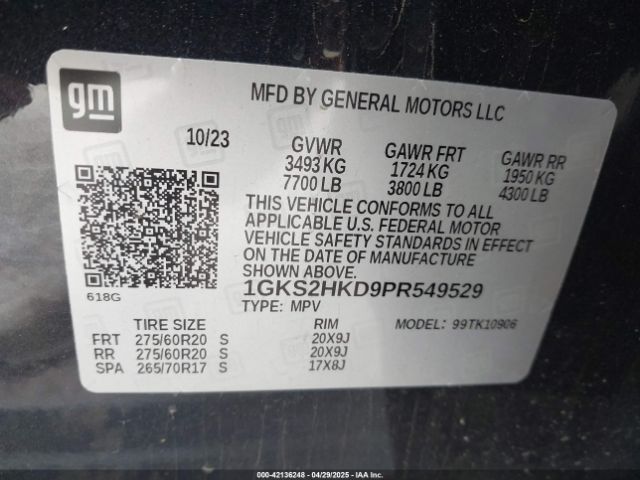 gm
MFD BY GENERAL MOTORS LLC
10/23
GVWR GAWR FRT GAWR RR
3493 KG 1724 KG 1950 KG
7700 LB 3800 LB 4300 LB
THIS VEHICLE CONFORMS TO ALL
APPLICABLE U.S. FEDERAL MOTOR
VEHICLE SAFETY STANDARDS IN EFFECT
ON THE DATE OF MANUFACTURE
SHOWN ABOVE.
1GKS2HKD9PR549529
618G
TYPE: MPV MODEL: 99TK10906
TIRE SIZE RIM
FRT 275/60R20 S 20X9J
RR 275/60R20 S 20X9J
SPA 265/70R17 S 17X8J
000-42136248 - 04/29/2025 - IAA Inc.